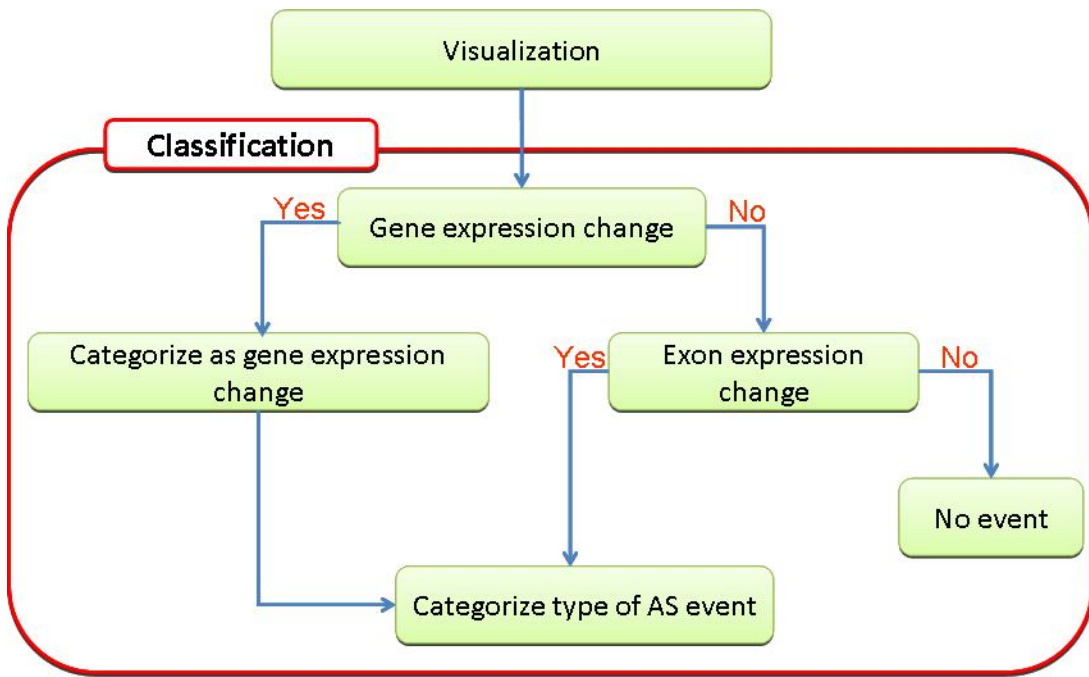 Visualization
Classification
Yes
Gene expression change
No
Categorize as gene expression
change
Yes
Exon expression
change
No
No event
Categorize type of AS event